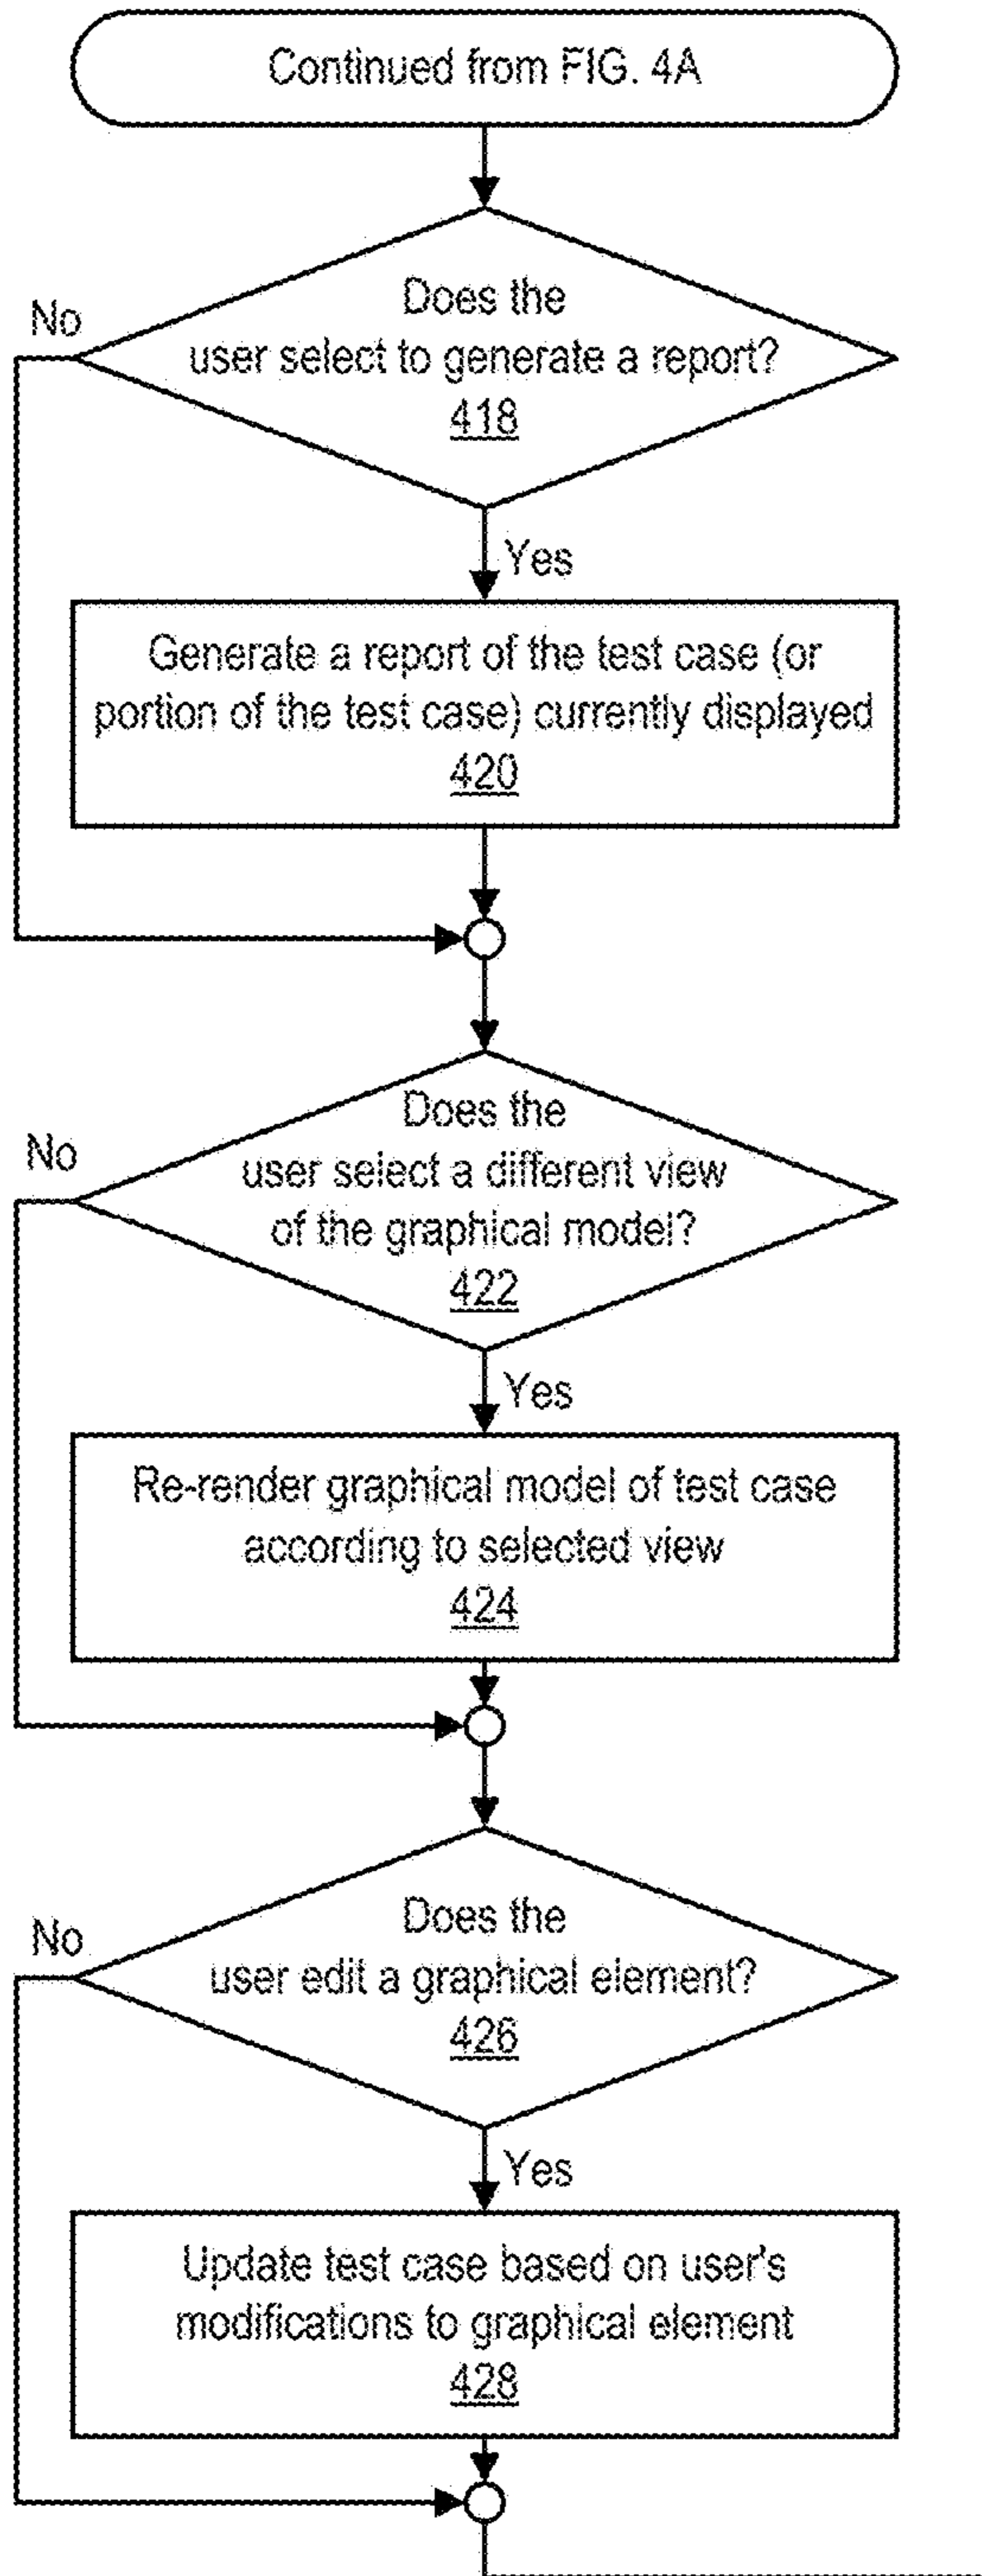 Continued from FIG. 4A
Does the
No
user select to generate a report?
418
Yes
Generate a report of the test case (or
portion of the test case) currently displayed
420
Does the
No
user select a different view
of the graphical model?
422
Yes
Re-render graphical model of test case
according to selected view
424
Does the
No
user edit a graphical element?
426
Yes
Update test case based on user's
modifications to graphical element
428